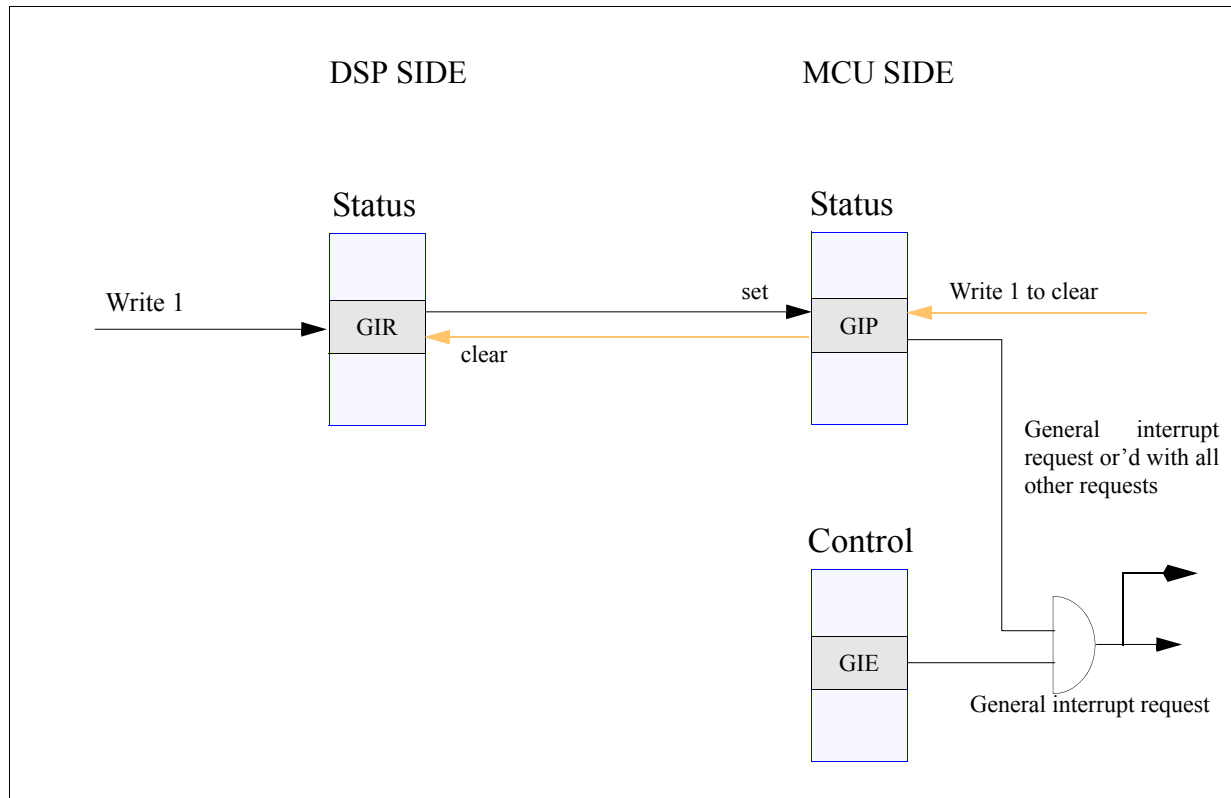 DSP SIDE
MCU SIDE
Status
Status
Write 1
GIR
set
clear
GIP
Write 1 to clear
General interrupt
request or’d with all
other requests
Control
GIE
General interrupt request